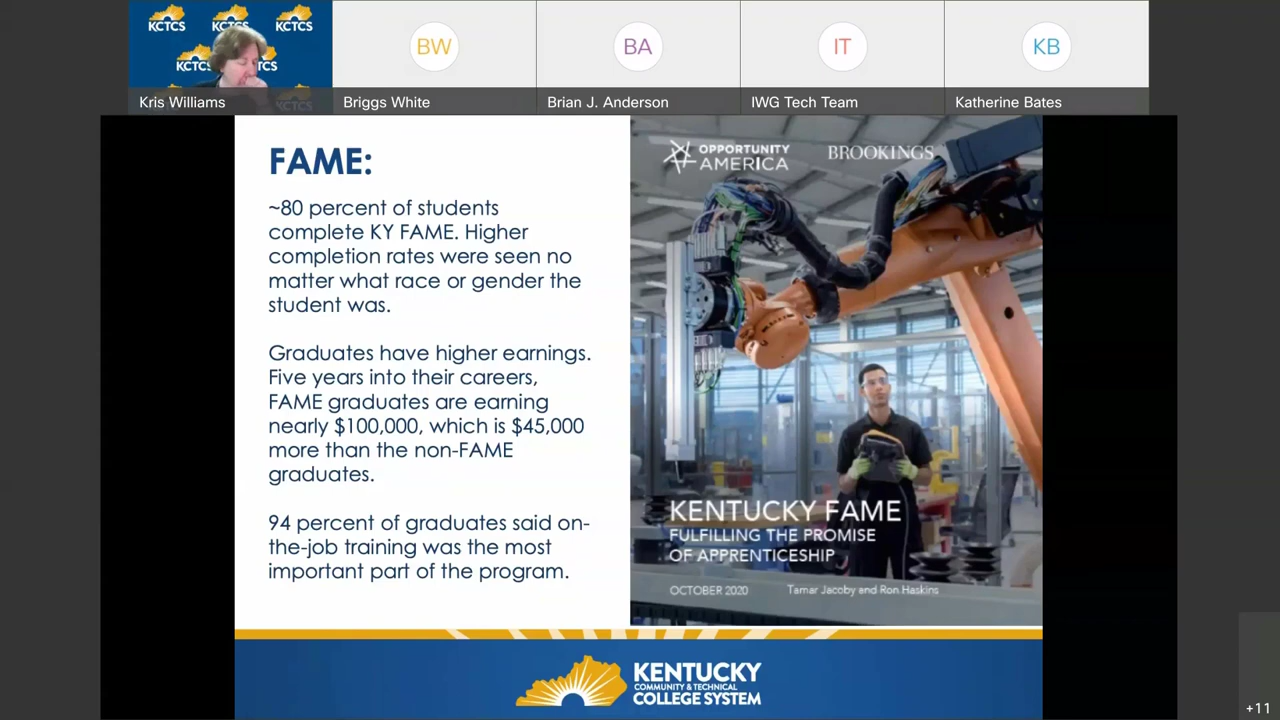 KCTCS KCTCS KCTCS
KCTCS TCS
KCTCS
Kris Williams
BW
Briggs White
BA
Brian J. Anderson
IT
IWG Tech Team
KB
Katherine Bates
FAME:
~80 percent of students
complete KY FAME. Higher
completion rates were seen no
matter what race or gender the
student was.
Graduates have higher earnings.
Five years into their careers,
FAME graduates are earning
nearly $100,000, which is $45,000
more than the non-FAME
graduates.
94 percent of graduates said on-
the-job training was the most
important part of the program.
OPPORTUNITY
AMERICA
BROOKINGS
KENTUCKY FAME
FULFILLING THE PROMISE
OF APPRENTICESHIP
OCTOBER 2020 Tamar Jacoby and Ron Haskins
KENTUCKY
COMMUNITY & TECHNICAL
COLLEGE SYSTEM
+11